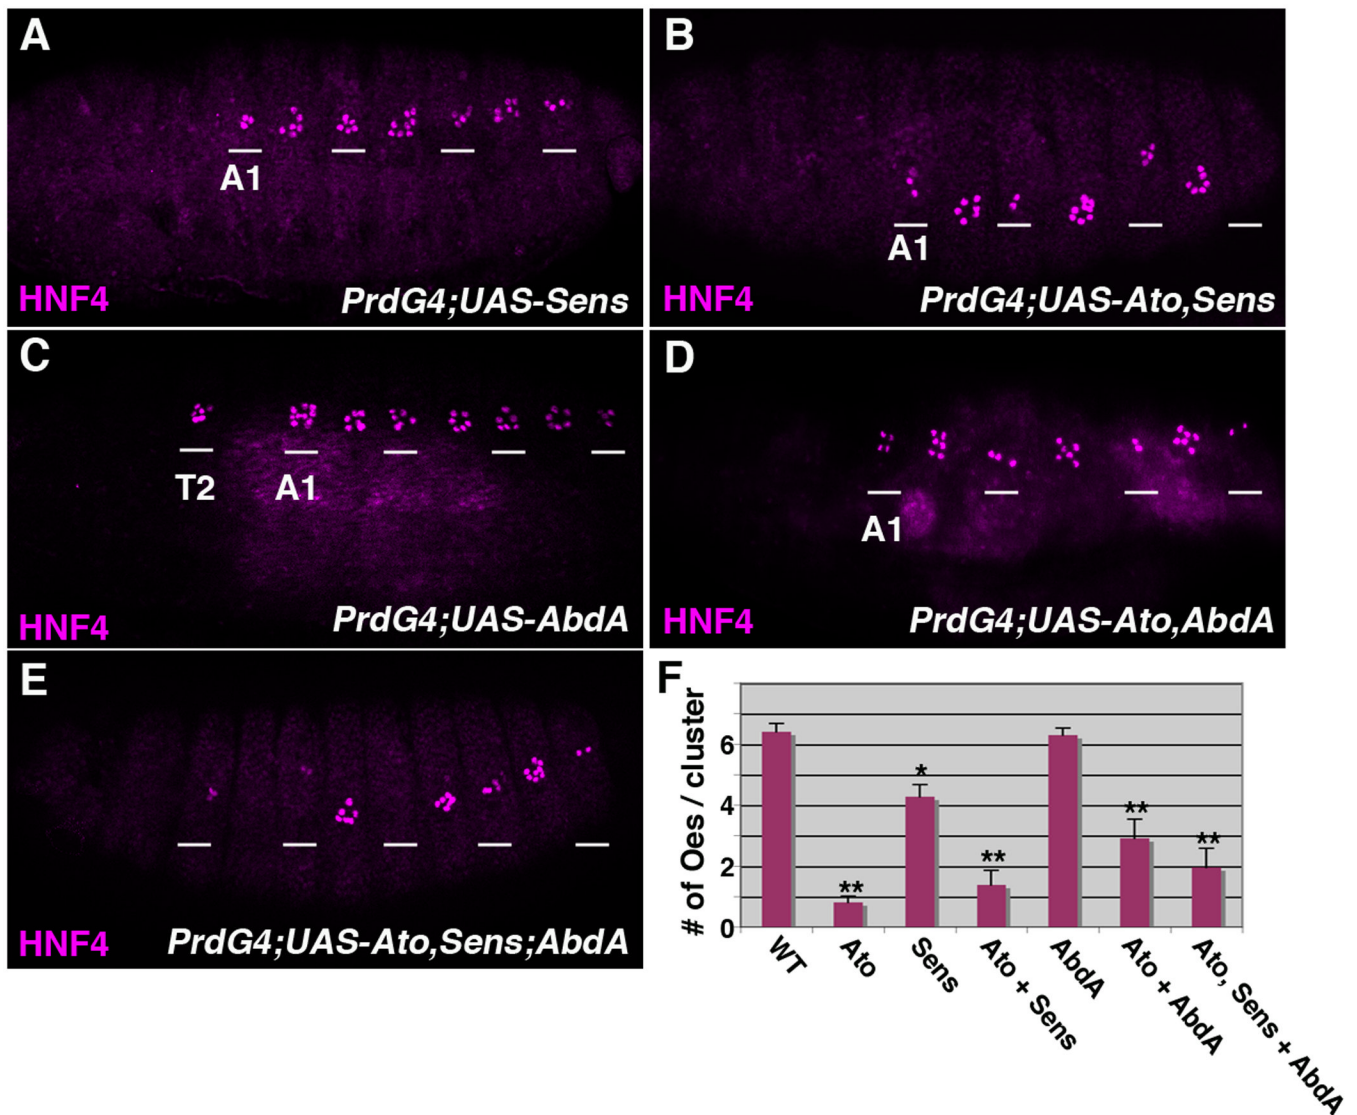 A
A1
HNF4
PrdG4;UAS-Sens
B
A1
HNF4
PrdG4;UAS-Ato,Sens
C
T2
A1
HNF4
PrdG4;UAS-AbdA
D
A1
HNF4
PrdG4;UAS-Ato,AbdA
E
HNF4
PrdG4;UAS-Ato,Sens;AbdA
F
# of Oes / cluster
6
4
2
0
**
*
**
**
**
WT
Ato
Sens
Ato + Sens
AbdA
Ato + AbdA
Ato, Sens + AbdA